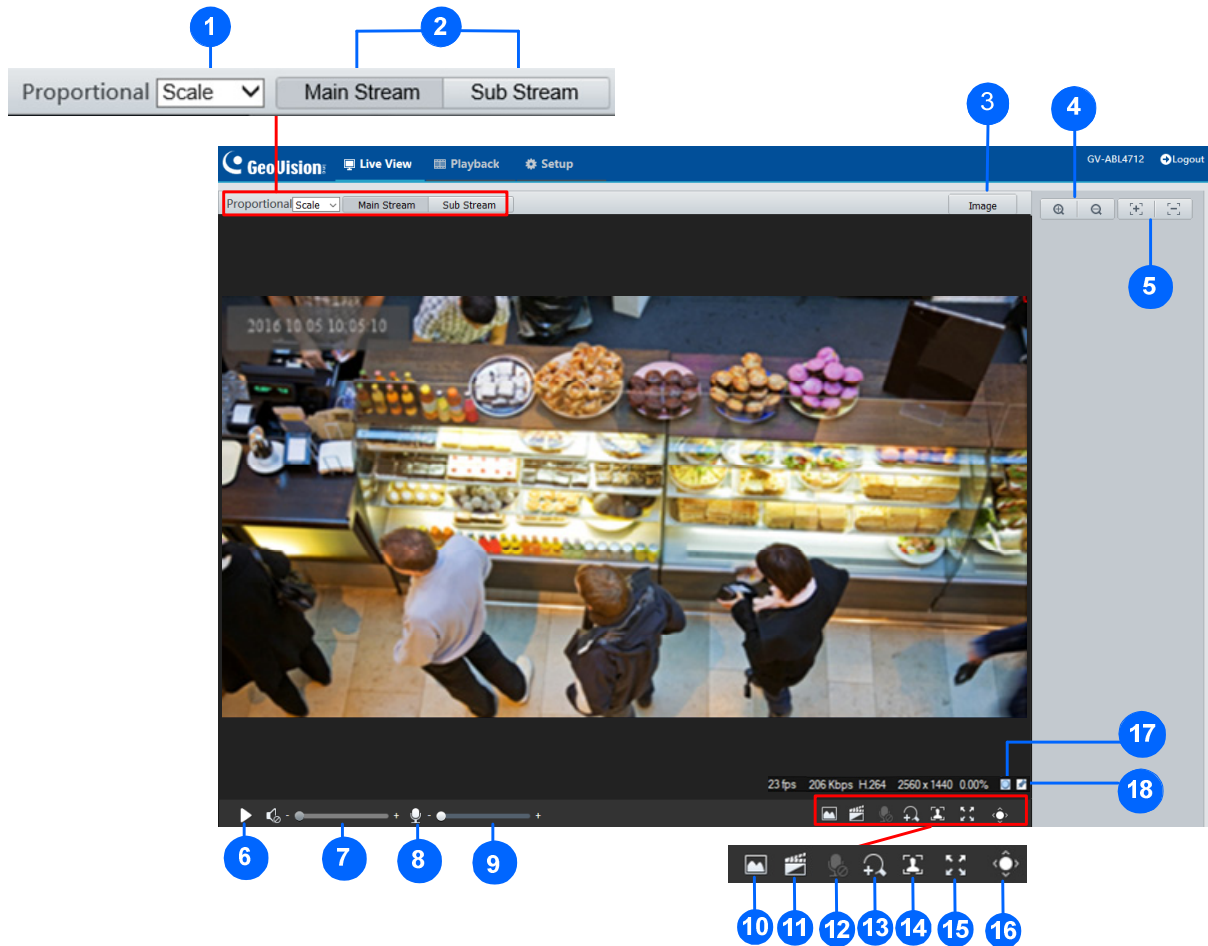 1
2
Proportional Scale Main Stream Sub Stream
3
4
GeoVision Live View Playback Setup GV-ABL4712 Logout
Proportional Scale Main Stream Sub Stream Image
5
2016 10 05 10:05:10
17
23 fps 206 Kbps H.264 2560 x 1440 0.00%
18
- + - +
6 7 8 9
10 11 12 13 14 15 16